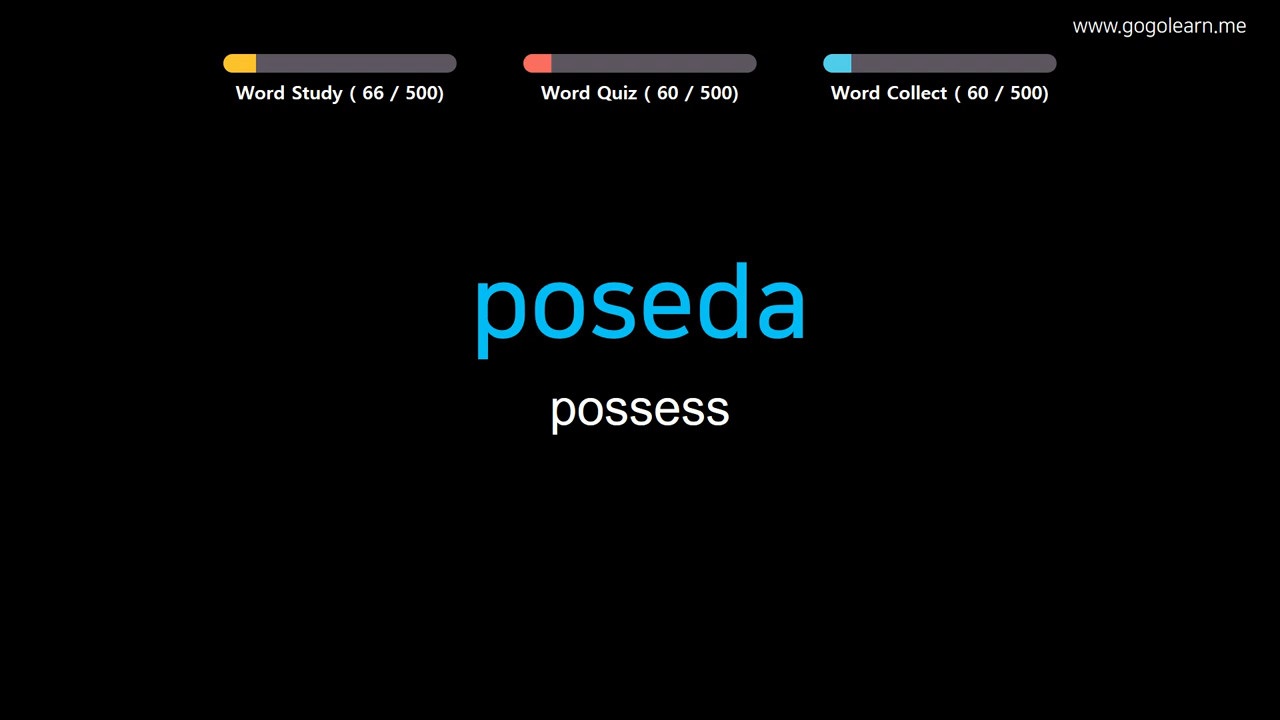 www.gogolearn.me
Word Study ( 66 / 500)
Word Quiz ( 60 / 500)
Word Collect ( 60 / 500)
poseda
possess